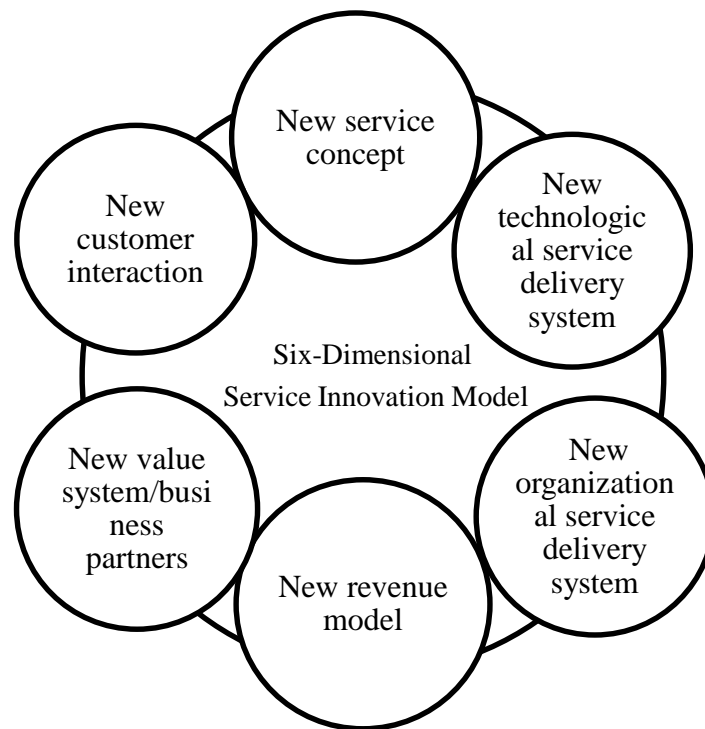 New service
concept
New
customer
interaction
New
technologic
al service
delivery
system
Six-Dimensional
Service Innovation Model
New value
system/busi
ness
partners
New
organization
al service
delivery
system
New revenue
model